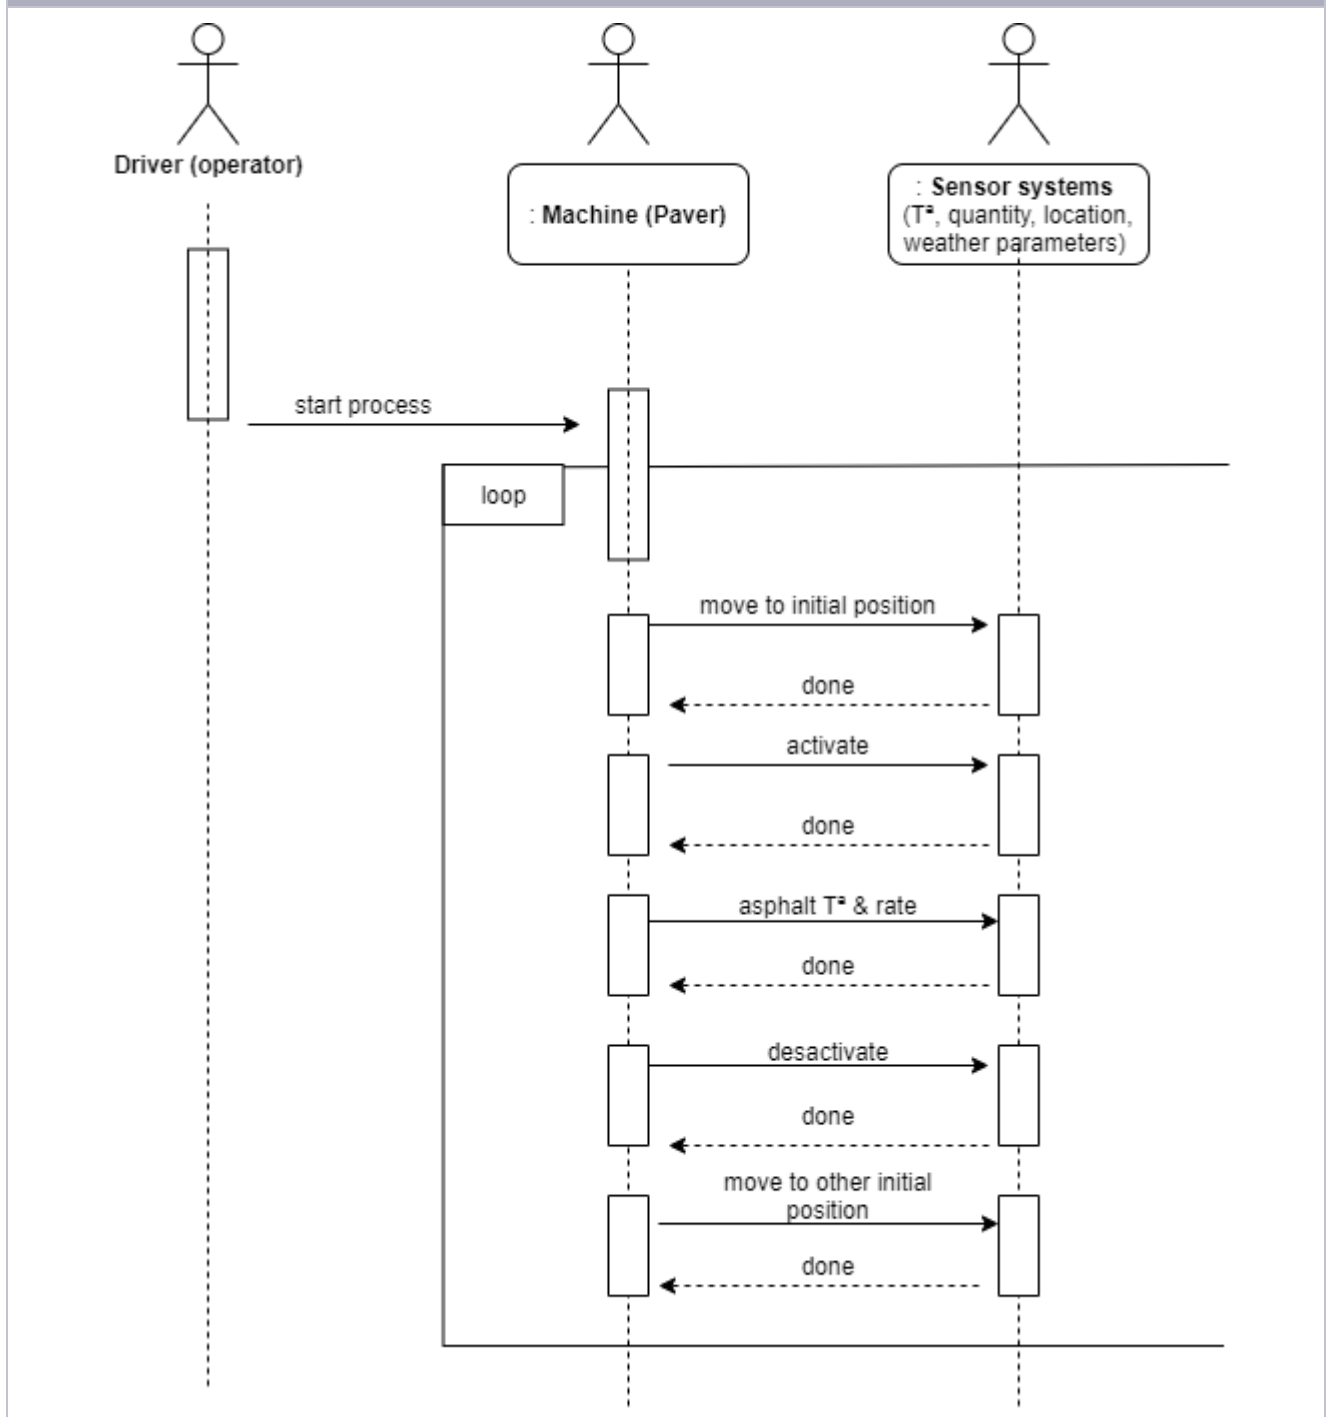 Driver (operator)
: Machine (Paver)
: Sensor systems
(Tª, quantity, location,
weather parameters)
start process
loop
move to initial position
done
activate
done
asphalt Tª & rate
done
desactivate
done
move to other initial
position
done